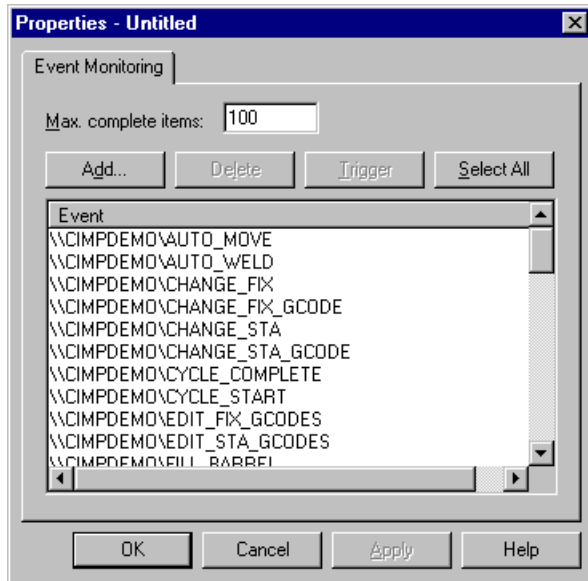 Properties - Untitled
Event Monitoring
Max. complete items: 100
Add... Delete Trigger Select All
Event
\\CIMPDEMO\AUTO_MOVE
\\CIMPDEMO\AUTO_WELD
\\CIMPDEMO\CHANGE_FIX
\\CIMPDEMO\CHANGE_FIX_GCODE
\\CIMPDEMO\CHANGE_STA
\\CIMPDEMO\CHANGE_STA_GCODE
\\CIMPDEMO\CYCLE_COMPLETE
\\CIMPDEMO\CYCLE_START
\\CIMPDEMO\EDIT_FIX_GCODES
\\CIMPDEMO\EDIT_STA_GCODES
\\CIMPDEMO\FILL_BARREL
OK Cancel Apply Help